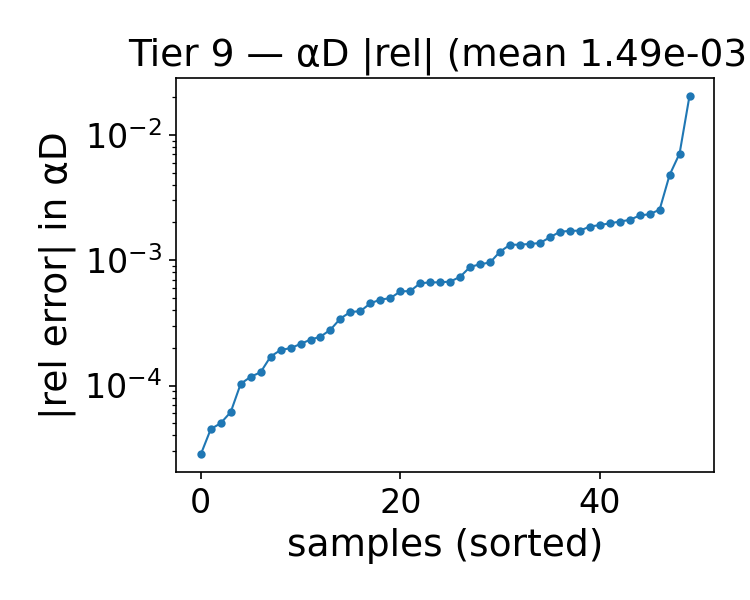 Tier 9 — αD |rel| (mean 1.49e-03
|rel error| in αD
10⁻²
10⁻³
10⁻⁴
0 20 40
samples (sorted)